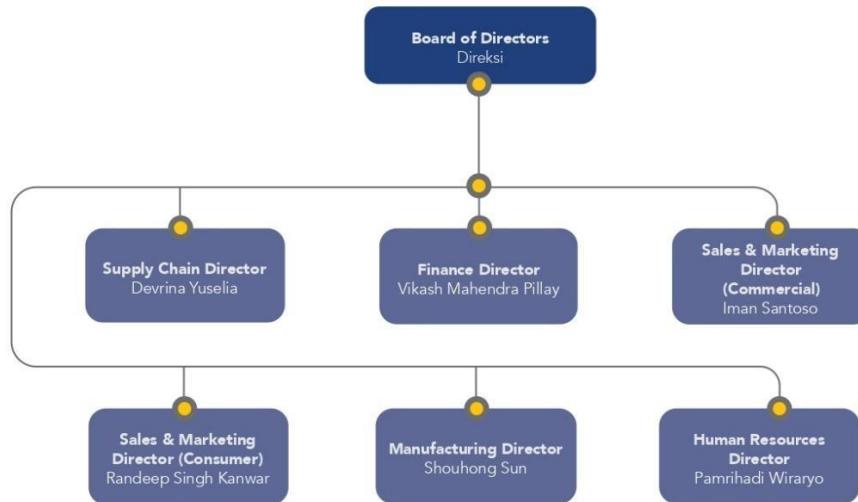 Board of Directors
Direksi
Supply Chain Director
Devrina Yuselia
Finance Director
Vikash Mahendra Pillay
Sales & Marketing
Director
(Commercial)
Iman Santoso
Sales & Marketing
Director (Consumer)
Randeep Singh Kanwar
Manufacturing Director
Shouhong Sun
Human Resources
Director
Pamrihadi Wiraryo